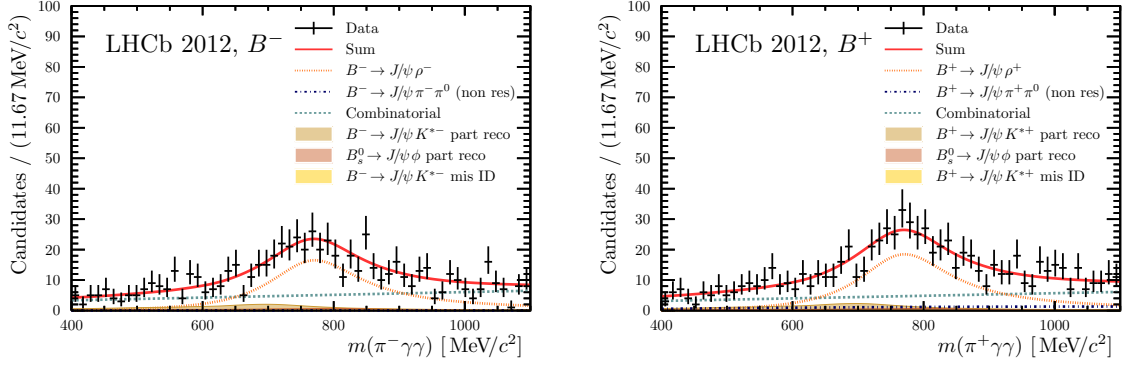 LHCb 2012, B⁻
Data
Sum
B⁻ → J/ψ ρ⁻
B⁻ → J/ψ π⁻π⁰ (non res)
Combinatorial
B⁻ → J/ψ K*⁻ part reco
B⁰ₛ → J/ψ ϕ part reco
B⁻ → J/ψ K*⁻ mis ID
Candidates / (11.67 MeV/c²)
100
90
80
70
60
50
40
30
20
10
0
400 600 800 1000
m(π⁻γγ) [MeV/c²]
LHCb 2012, B⁺
Data
Sum
B⁺ → J/ψ ρ⁺
B⁺ → J/ψ π⁺π⁰ (non res)
Combinatorial
B⁺ → J/ψ K*⁺ part reco
B⁰ₛ → J/ψ ϕ part reco
B⁺ → J/ψ K*⁺ mis ID
Candidates / (11.67 MeV/c²)
100
90
80
70
60
50
40
30
20
10
0
400 600 800 1000
m(π⁺γγ) [MeV/c²]